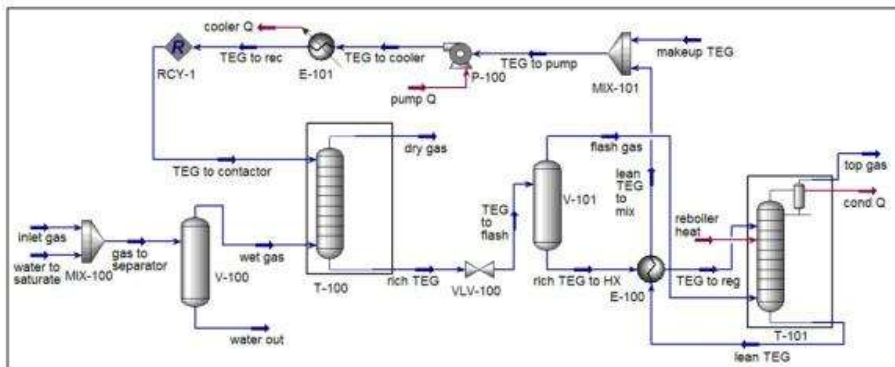 cooler Q
TEG to rec
E-101
TEG to cooler
P-100
TEG to pump
makeup TEG
MIX-101
R
RCY-1
pump Q
TEG to contactor
dry gas
flash gas
top gas
inlet gas
water to
saturate
MIX-100
gas to
separator
V-100
wet gas
water out
T-100
rich TEG
VLV-100
TEG
to
flash
V-101
rich TEG to HX
lean
TEG
to
mix
E-100
reboiler
heat
TEG to reg
cond Q
T-101
lean TEG